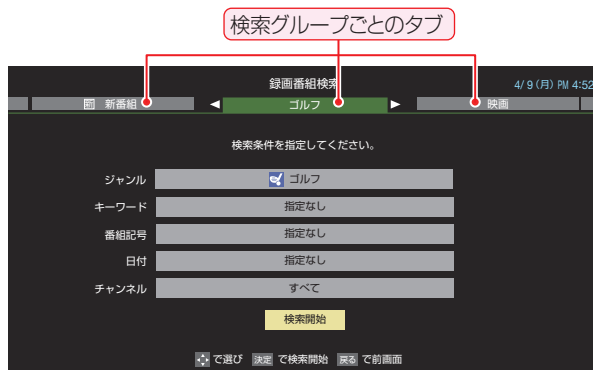 検索グループごとのタブ
録画番組検索
4/ 9(月) PM 4:52
新 新番組
ゴルフ
映画
検索条件を指定してください。
ジャンル ゴルフ
キーワード 指定なし
番組記号 指定なし
日付 指定なし
チャンネル すべて
検索開始
で選び 決定 で検索開始 戻る で前画面